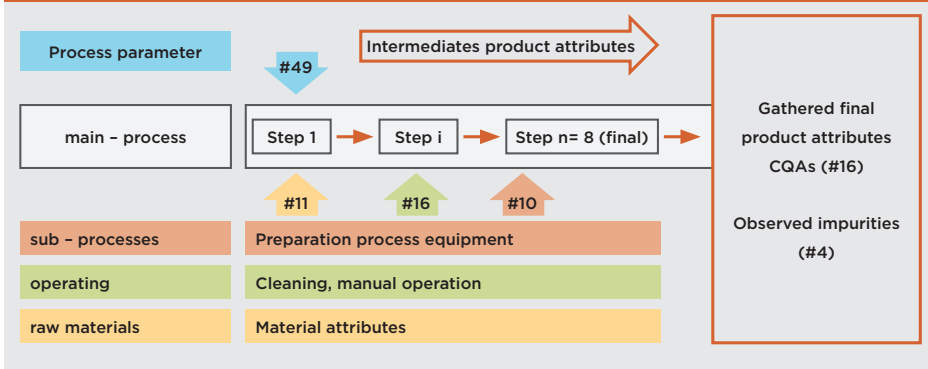 Process parameter
#49
Intermediates product attributes
main – process
Step 1
Step i
Step n= 8 (final)
Gathered final
product attributes
CQAs (#16)
Observed impurities
(#4)
#11
#16
#10
sub – processes
Preparation process equipment
operating
Cleaning, manual operation
raw materials
Material attributes